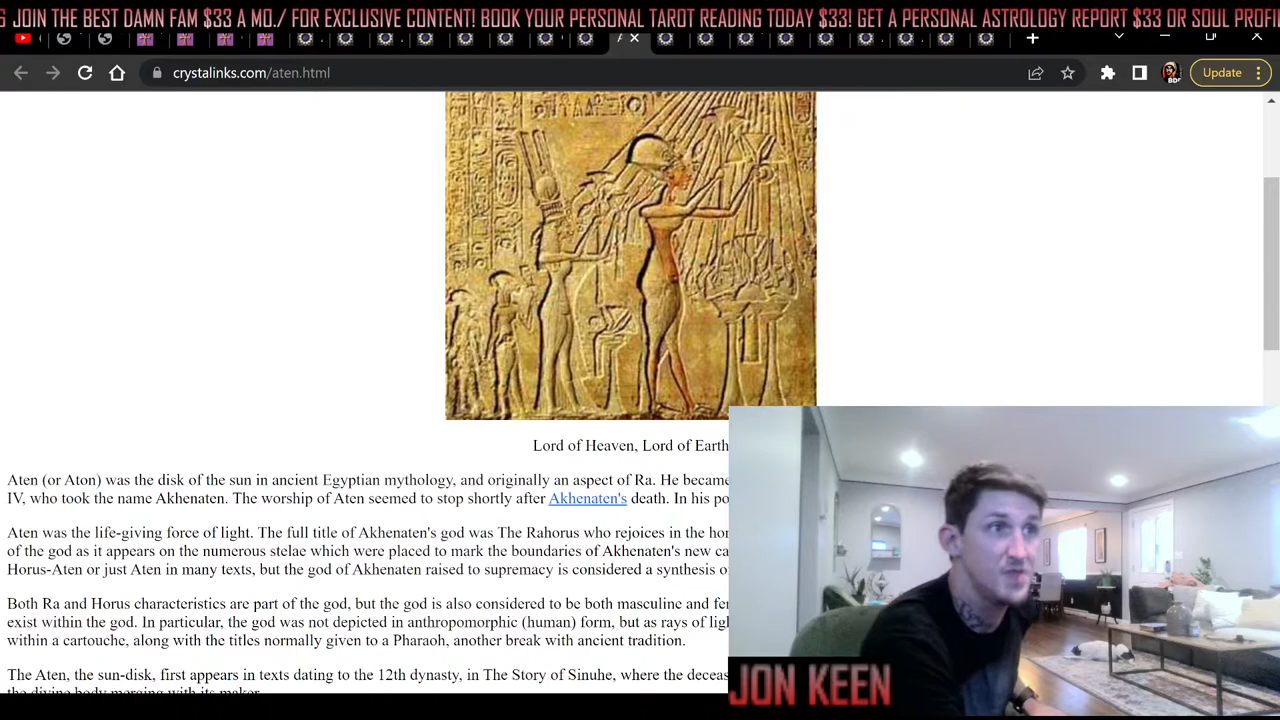 G JOIN THE BEST DAMN FAM $33 A MO./ FOR EXCLUSIVE CONTENT! BOOK YOUR PERSONAL TAROT READING TODAY $33! GET A PERSONAL ASTROLOGY REPORT $33 OR SOUL PROFI
crystalinks.com/aten.html
Update
Lord of Heaven, Lord of Earth
Aten (or Aton) was the disk of the sun in ancient Egyptian mythology, and originally an aspect of Ra. He became
IV, who took the name Akhenaten. The worship of Aten seemed to stop shortly after Akhenaten's death. In his po
Aten was the life-giving force of light. The full title of Akhenaten's god was The Rahorus who rejoices in the hor
of the god as it appears on the numerous stelae which were placed to mark the boundaries of Akhenaten's new ca
Horus-Aten or just Aten in many texts, but the god of Akhenaten raised to supremacy is considered a synthesis o
Both Ra and Horus characteristics are part of the god, but the god is also considered to be both masculine and fem
exist within the god. In particular, the god was not depicted in anthropomorphic (human) form, but as rays of ligh
within a cartouche, along with the titles normally given to a Pharaoh, another break with ancient tradition.
The Aten, the sun-disk, first appears in texts dating to the 12th dynasty, in The Story of Sinuhe, where the deceas
the divine body merging with its maker.
JON KEEN